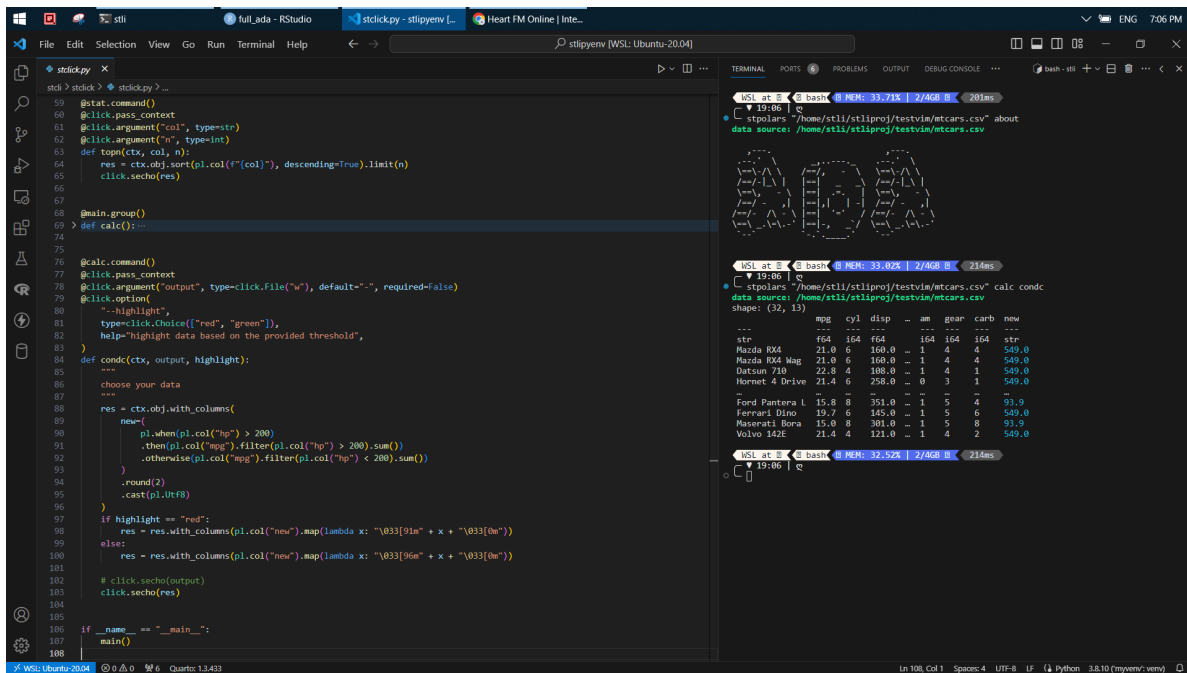 stli
full_ada - RStudio
stclick.py - stlipyenv [...
Heart FM Online | Inte...
ENG 7:06 PM
File Edit Selection View Go Run Terminal Help
stlipyenv [WSL: Ubuntu-20.04]
stclick.py
stcli > stclick > stclick.py > ...
59 @stat.command()
60 @click.pass_context
61 @click.argument("col", type=str)
62 @click.argument("n", type=int)
63 def topn(ctx, col, n):
64 res = ctx.obj.sort(pl.col(f"{col}"), descending=True).limit(n)
65 click.secho(res)
66
67
68 @main.group()
69 def calc(): ...
74
75
76 @calc.command()
77 @click.pass_context
78 @click.argument("output", type=click.File("w"), default="-", required=False)
79 @click.option(
80 "--highlight",
81 type=click.Choice(["red", "green"]),
82 help="highight data based on the provided threshold",
83 )
84 def condc(ctx, output, highlight):
85 """
86 choose your data
87 """
88 res = ctx.obj.with_columns(
89 new=(
90 pl.when(pl.col("hp") > 200)
91 .then(pl.col("mpg").filter(pl.col("hp") > 200).sum())
92 .otherwise(pl.col("mpg").filter(pl.col("hp") < 200).sum())
93 )
94 .round(2)
95 .cast(pl.Utf8)
96 )
97 if highlight == "red":
98 res = res.with_columns(pl.col("new").map(lambda x: "\033[91m" + x + "\033[0m"))
99 else:
100 res = res.with_columns(pl.col("new").map(lambda x: "\033[96m" + x + "\033[0m"))
101
102 # click.secho(output)
103 click.secho(res)
104
105
106 if __name__ == "__main__":
107 main()
108
TERMINAL PORTS 6 PROBLEMS OUTPUT DEBUG CONSOLE ... bash - stli
WSL at bash MEM: 33.71% | 2/4GB 201ms
19:06 |
stpolars "/home/stli/stliproj/testvim/mtcars.csv" about
data source: /home/stli/stliproj/testvim/mtcars.csv
WSL at bash MEM: 33.02% | 2/4GB 214ms
19:06 |
stpolars "/home/stli/stliproj/testvim/mtcars.csv" calc condc
data source: /home/stli/stliproj/testvim/mtcars.csv
shape: (32, 13)
mpg cyl disp … am gear carb new
--- --- --- --- --- --- --- ---
str f64 i64 f64 i64 i64 i64 str
Mazda RX4 21.0 6 160.0 … 1 4 4 549.0
Mazda RX4 Wag 21.0 6 160.0 … 1 4 4 549.0
Datsun 710 22.8 4 108.0 … 1 4 1 549.0
Hornet 4 Drive 21.4 6 258.0 … 0 3 1 549.0
… … … … … … … … …
Ford Pantera L 15.8 8 351.0 … 1 5 4 93.9
Ferrari Dino 19.7 6 145.0 … 1 5 6 549.0
Maserati Bora 15.0 8 301.0 … 1 5 8 93.9
Volvo 142E 21.4 4 121.0 … 1 4 2 549.0
WSL at bash MEM: 32.52% | 2/4GB 214ms
19:06 |
WSL: Ubuntu-20.04 0 0 6 Quarto: 1.3.433 Ln 108, Col 1 Spaces: 4 UTF-8 LF Python 3.8.10 ('myvenv': venv)